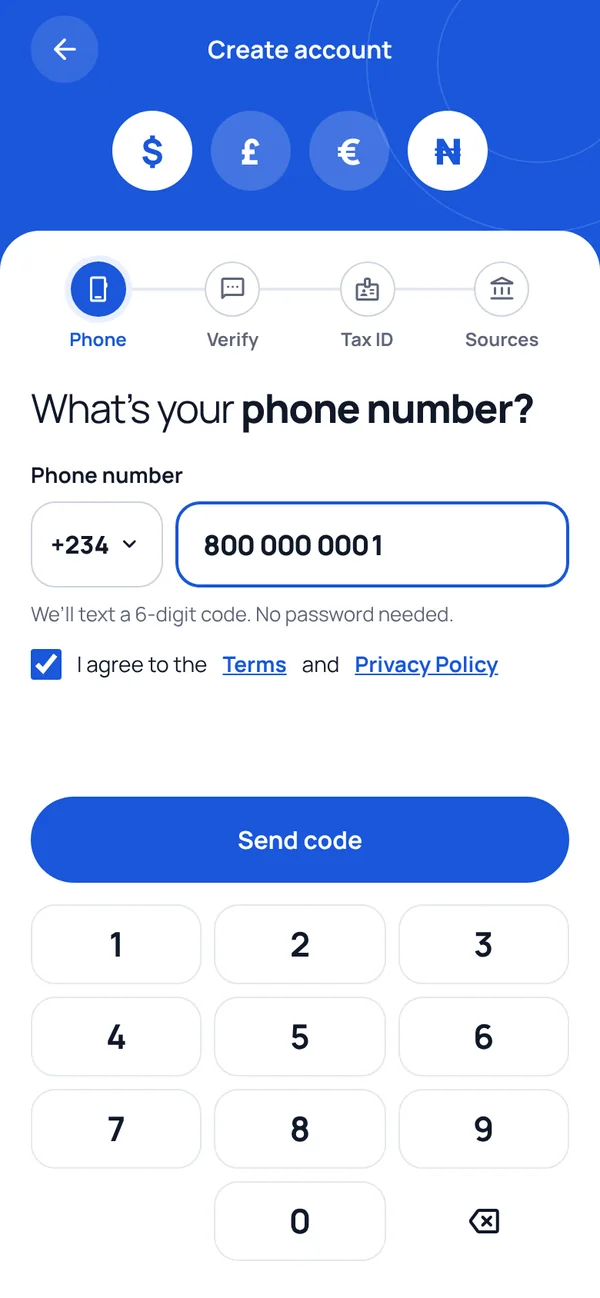 Create account
$ £ € ₦
Phone Verify Tax ID Sources
What's your phone number?
Phone number
+234 800 000 0001
We'll text a 6-digit code. No password needed.
I agree to the Terms and Privacy Policy
Send code
1 2 3
4 5 6
7 8 9
0